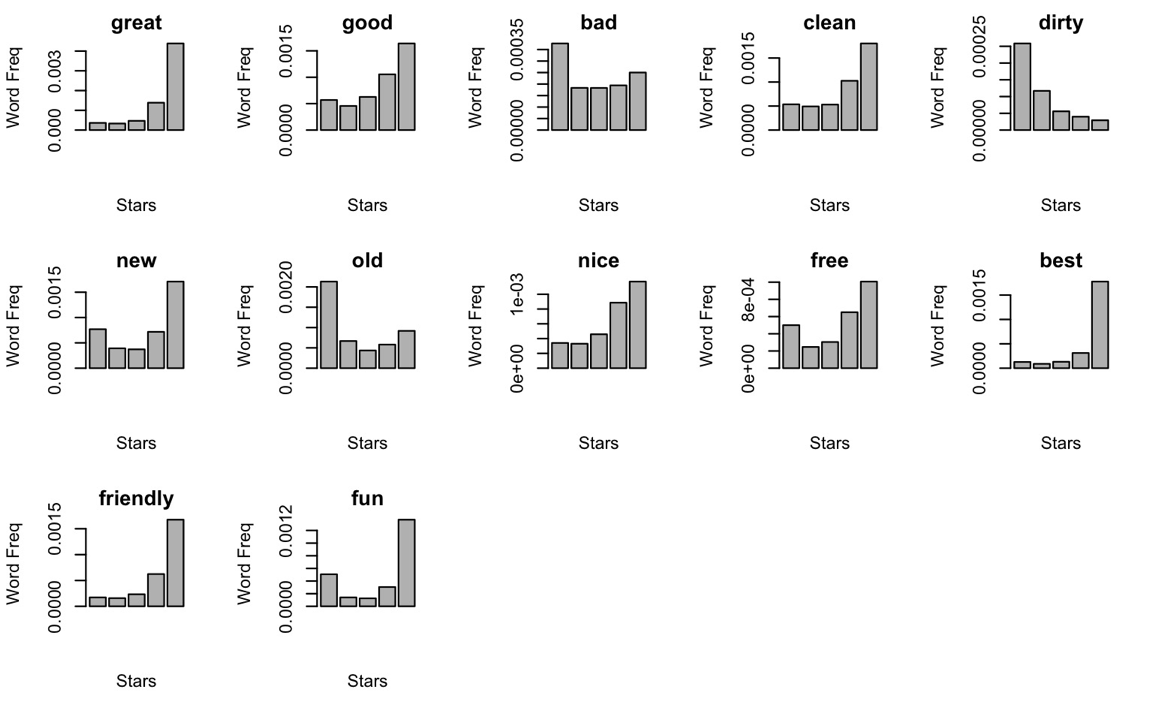 great
0.003
0.000
Word Freq
Stars
good
0.0015
0.0000
Word Freq
Stars
bad
0.00035
0.00000
Word Freq
Stars
clean
0.0015
0.0000
Word Freq
Stars
dirty
0.00025
0.00000
Word Freq
Stars
new
0.0015
0.0000
Word Freq
Stars
old
0.0020
0.0000
Word Freq
Stars
nice
1e-03
0e+00
Word Freq
Stars
free
8e-04
0e+00
Word Freq
Stars
best
0.0015
0.0000
Word Freq
Stars
friendly
0.0015
0.0000
Word Freq
Stars
fun
0.0012
0.0000
Word Freq
Stars